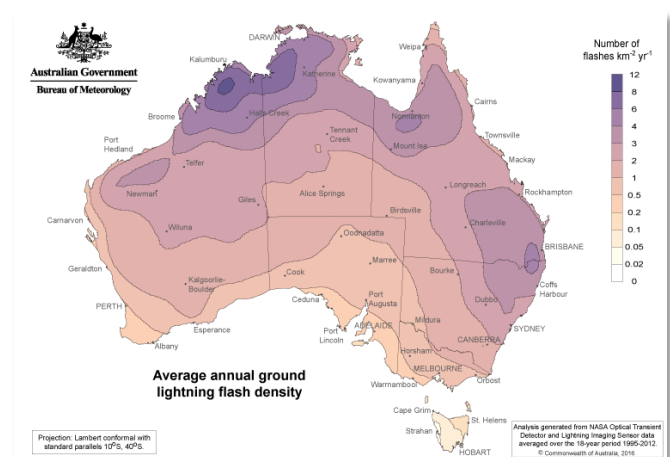 Australian Government
Bureau of Meteorology
Number of
flashes km-2 yr-1
12
8
6
4
3
2
1
0.5
0.2
0.1
0.05
0.02
0
DARWIN
Kalumburu
Katherine
Weipa
Kowanyama
Cairns
Broome
Halls Creek
Normanton
Townsville
Port
Hedland
Tennant
Creek
Mount Isa
Mackay
Telfer
Newman
Giles
Alice Springs
Longreach
Rockhampton
Birdsville
Carnarvon
Wiluna
Charleville
Oodnadatta
BRISBANE
Geraldton
Kalgoorlie-
Boulder
Cook
Marree
Bourke
Coffs
Harbour
PERTH
Ceduna
Port
Augusta
Dubbo
Esperance
Albany
Port
Lincoln
ADELAIDE
Mildura
SYDNEY
CANBERRA
Horsham
MELBOURNE
Warrnambool
Orbost
Average annual ground
lightning flash density
Cape Grim
St. Helens
Strahan
HOBART
Projection: Lambert conformal with
standard parallels 10OS, 40OS.
Analysis generated from NASA Optical Transient
Detector and Lightning Imaging Sensor data
averaged over the 18-year period 1995-2012.
© Commonwealth of Australia, 2016